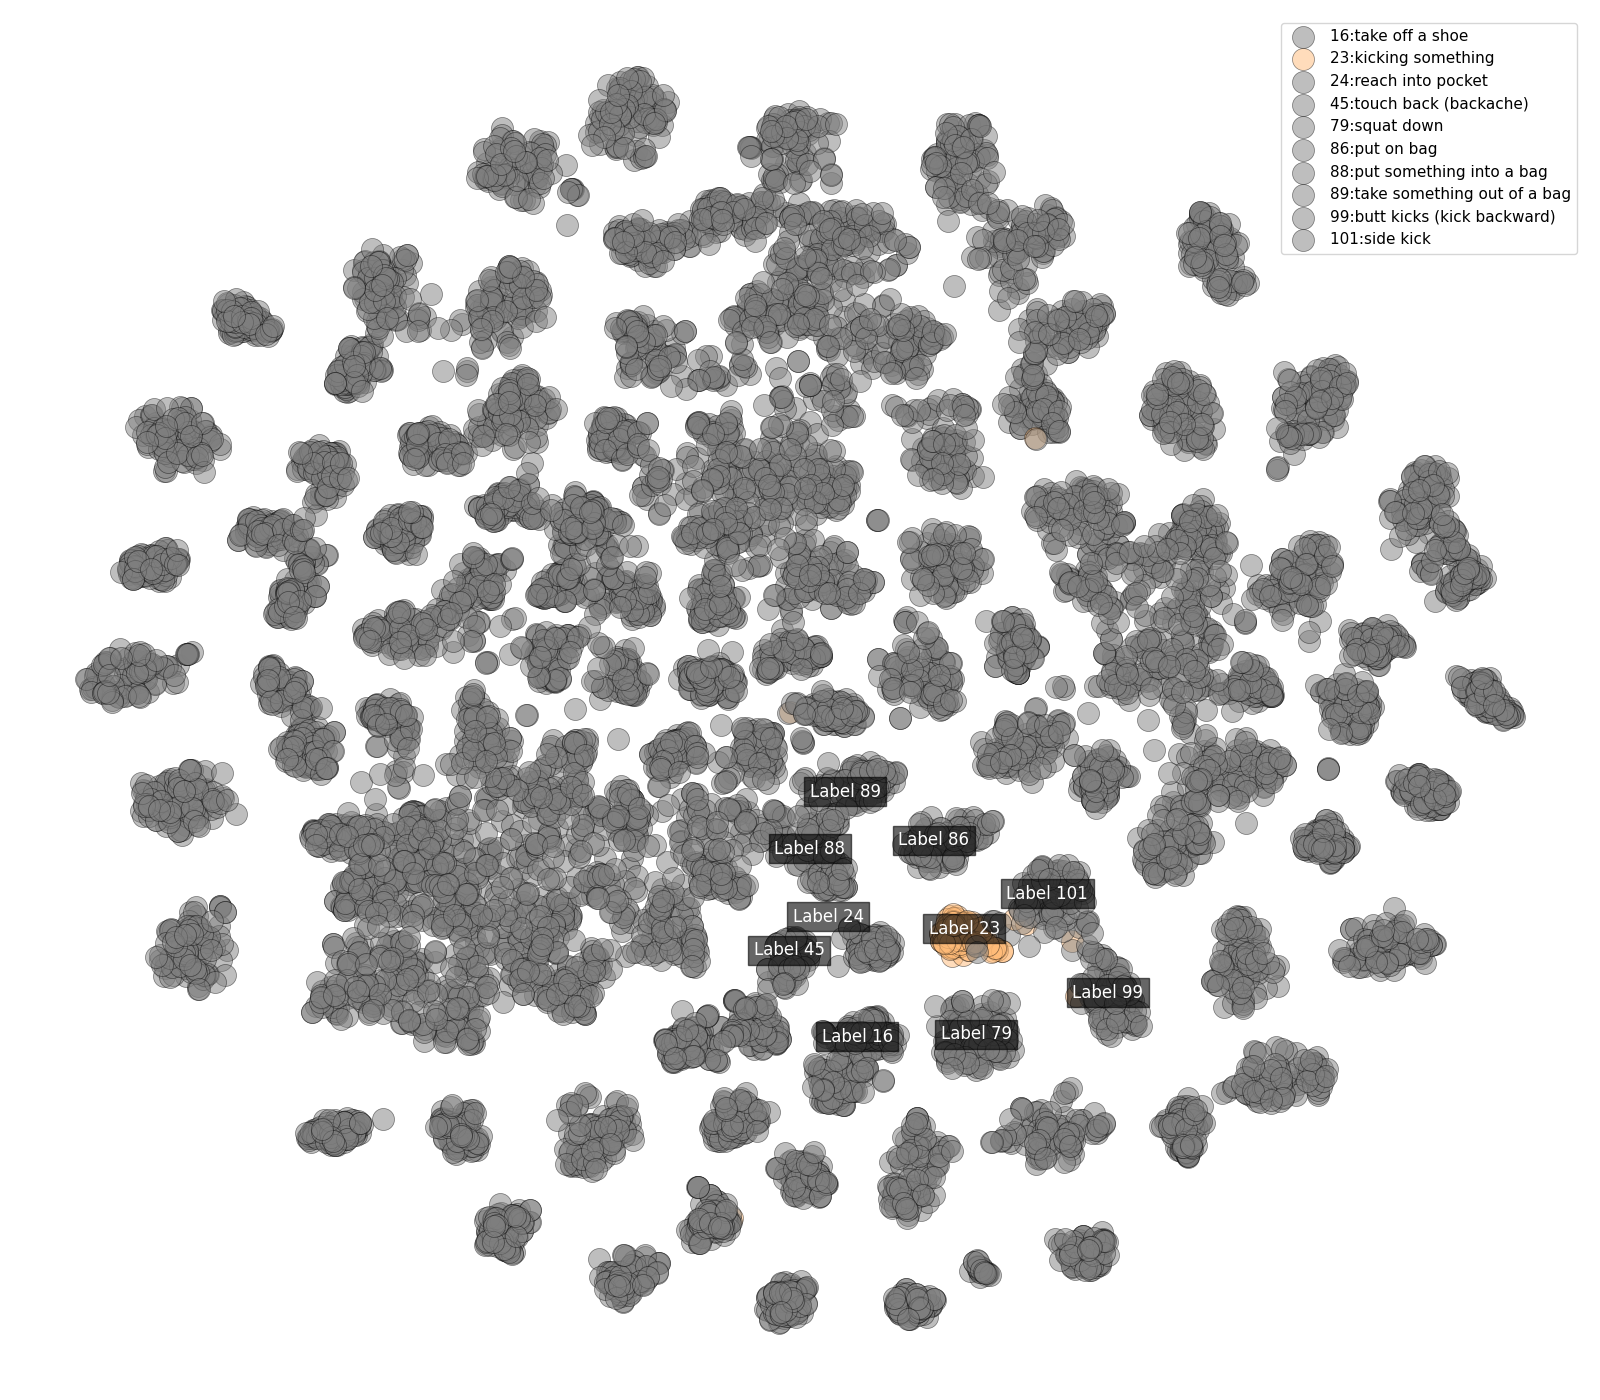 16:take off a shoe
23:kicking something
24:reach into pocket
45:touch back (backache)
79:squat down
86:put on bag
88:put something into a bag
89:take something out of a bag
99:butt kicks (kick backward)
101:side kick
Label 89
Label 86
Label 88
Label 101
Label 24
Label 23
Label 45
Label 99
Label 16
Label 79